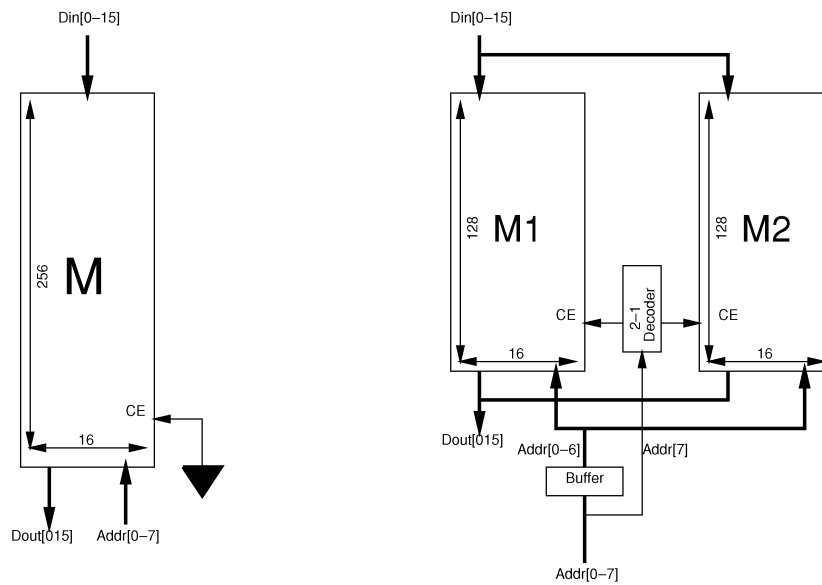 Din[0–15]
256
M
CE
16
Dout[015]
Addr[0–7]
Din[0–15]
128
M1
128
M2
CE
2–1
Decoder
CE
16
16
Dout[015]
Addr[0–6]
Addr[7]
Buffer
Addr[0–7]